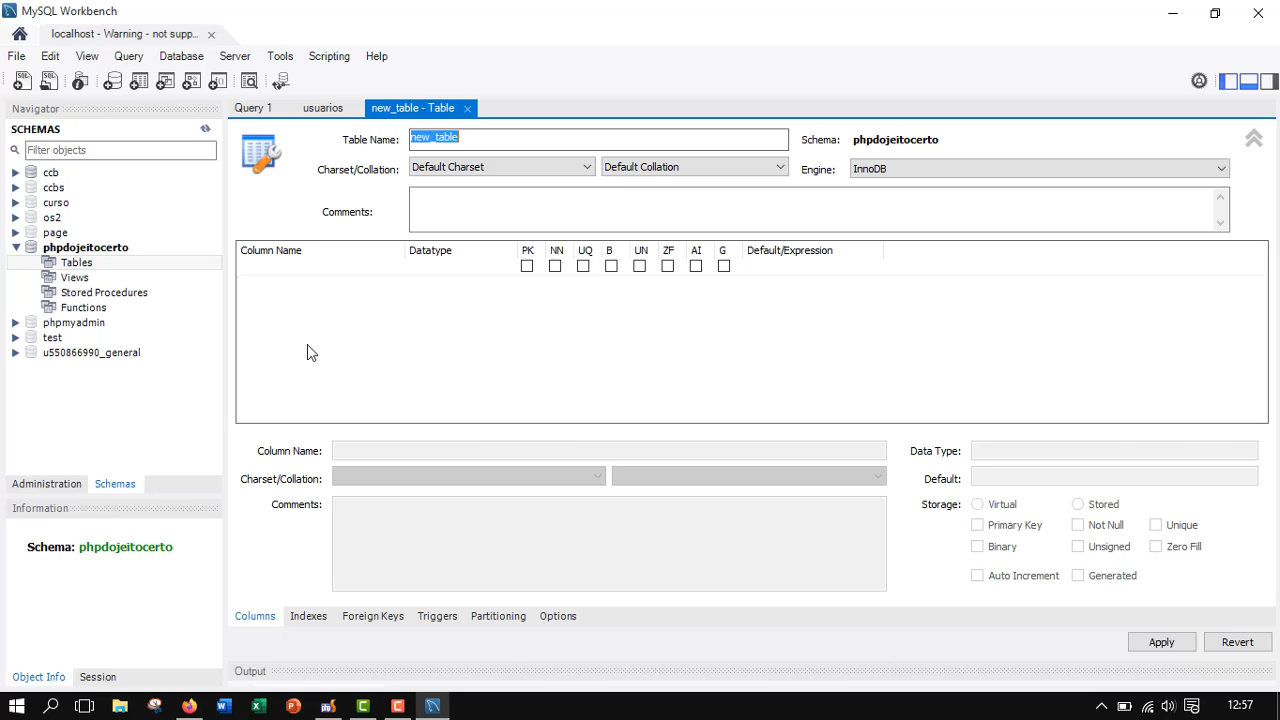 MySQL Workbench
localhost - Warning - not supp...
File Edit View Query Database Server Tools Scripting Help
Navigator
SCHEMAS
Filter objects
ccb
ccbs
curso
os2
page
phpdojeitocerto
Tables
Views
Stored Procedures
Functions
phpmyadmin
test
u550866990_general
Administration Schemas
Information
Schema: phpdojeitocerto
Object Info Session
Query 1 usuarios new_table - Table
Table Name: new_table Schema: phpdojeitocerto
Charset/Collation: Default Charset Default Collation Engine: InnoDB
Comments:
Column Name Datatype PK NN UQ B UN ZF AI G Default/Expression
Column Name: Data Type:
Charset/Collation: Default:
Comments: Storage: Virtual Stored
Primary Key Not Null Unique
Binary Unsigned Zero Fill
Auto Increment Generated
Columns Indexes Foreign Keys Triggers Partitioning Options
Apply Revert
Output
12:57